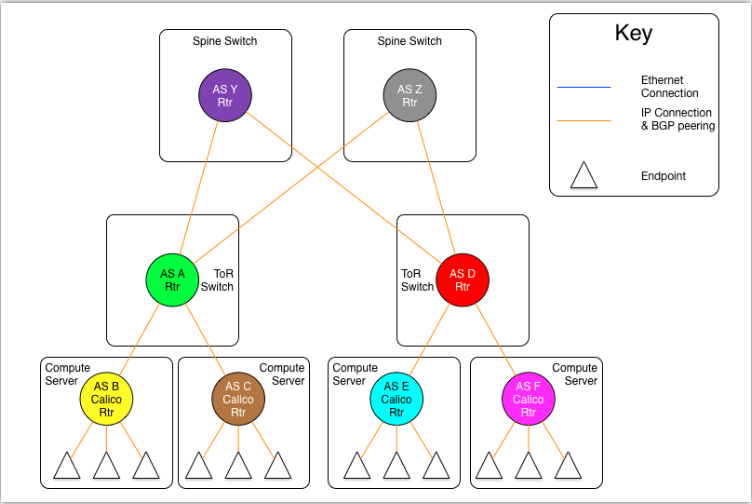 Spine Switch
Spine Switch
Key
AS Y
Rtr
AS Z
Rtr
Ethernet
Connection
IP Connection
& BGP peering
Endpoint
AS A
Rtr
ToR
Switch
ToR
Switch
AS D
Rtr
Compute
Server
AS B
Calico
Rtr
Compute
Server
AS C
Calico
Rtr
Compute
Server
AS E
Calico
Rtr
Compute
Server
AS F
Calico
Rtr